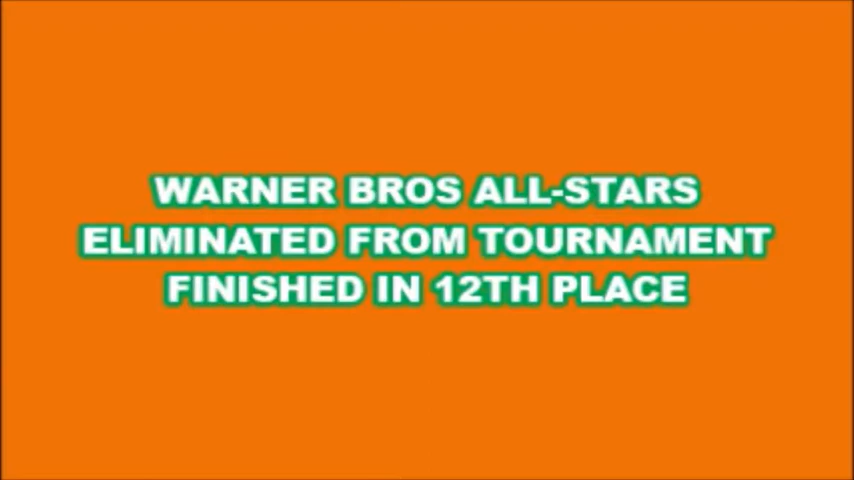 WARNER BROS ALL-STARS
ELIMINATED FROM TOURNAMENT
FINISHED IN 12TH PLACE